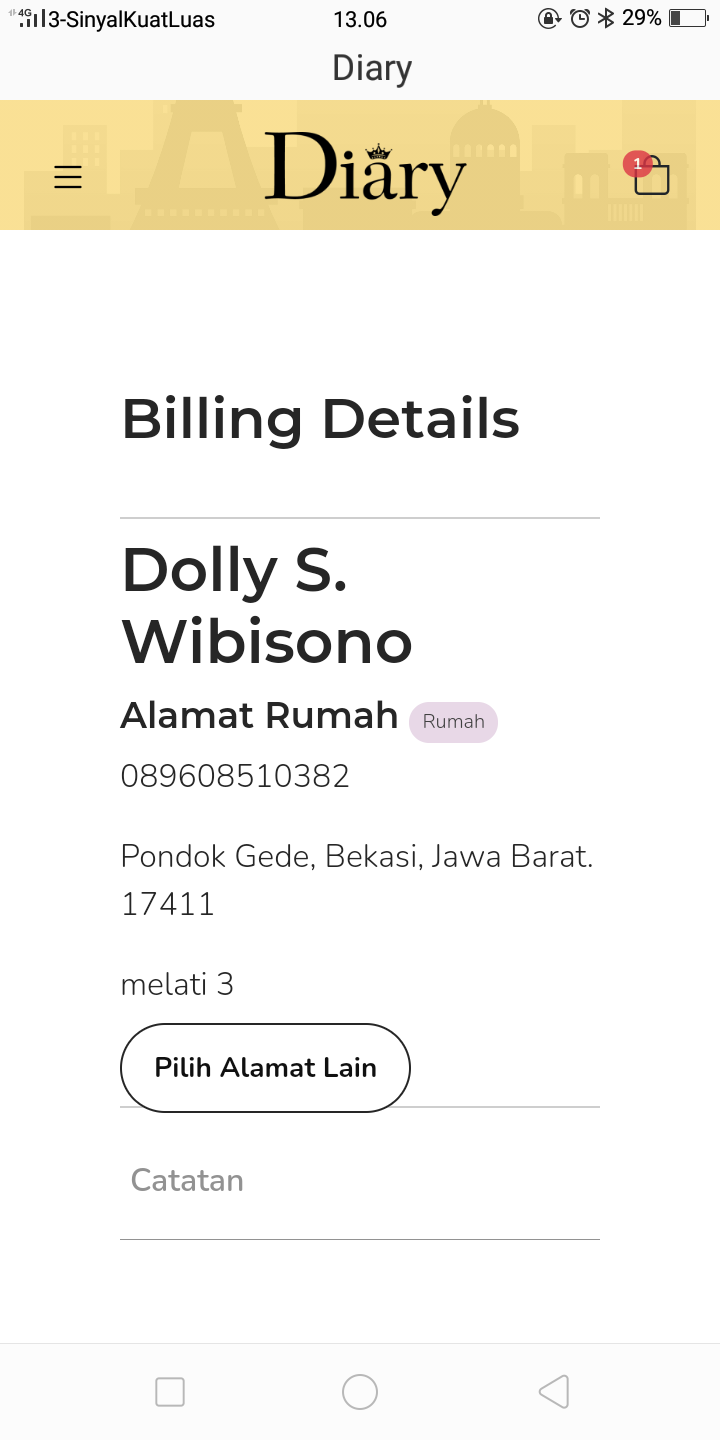 4G 3-SinyalKuatLuas 13.06 29%
Diary
Diary 1
Billing Details
Dolly S.
Wibisono
Alamat Rumah Rumah
089608510382
Pondok Gede, Bekasi, Jawa Barat.
17411
melati 3
Pilih Alamat Lain
Catatan